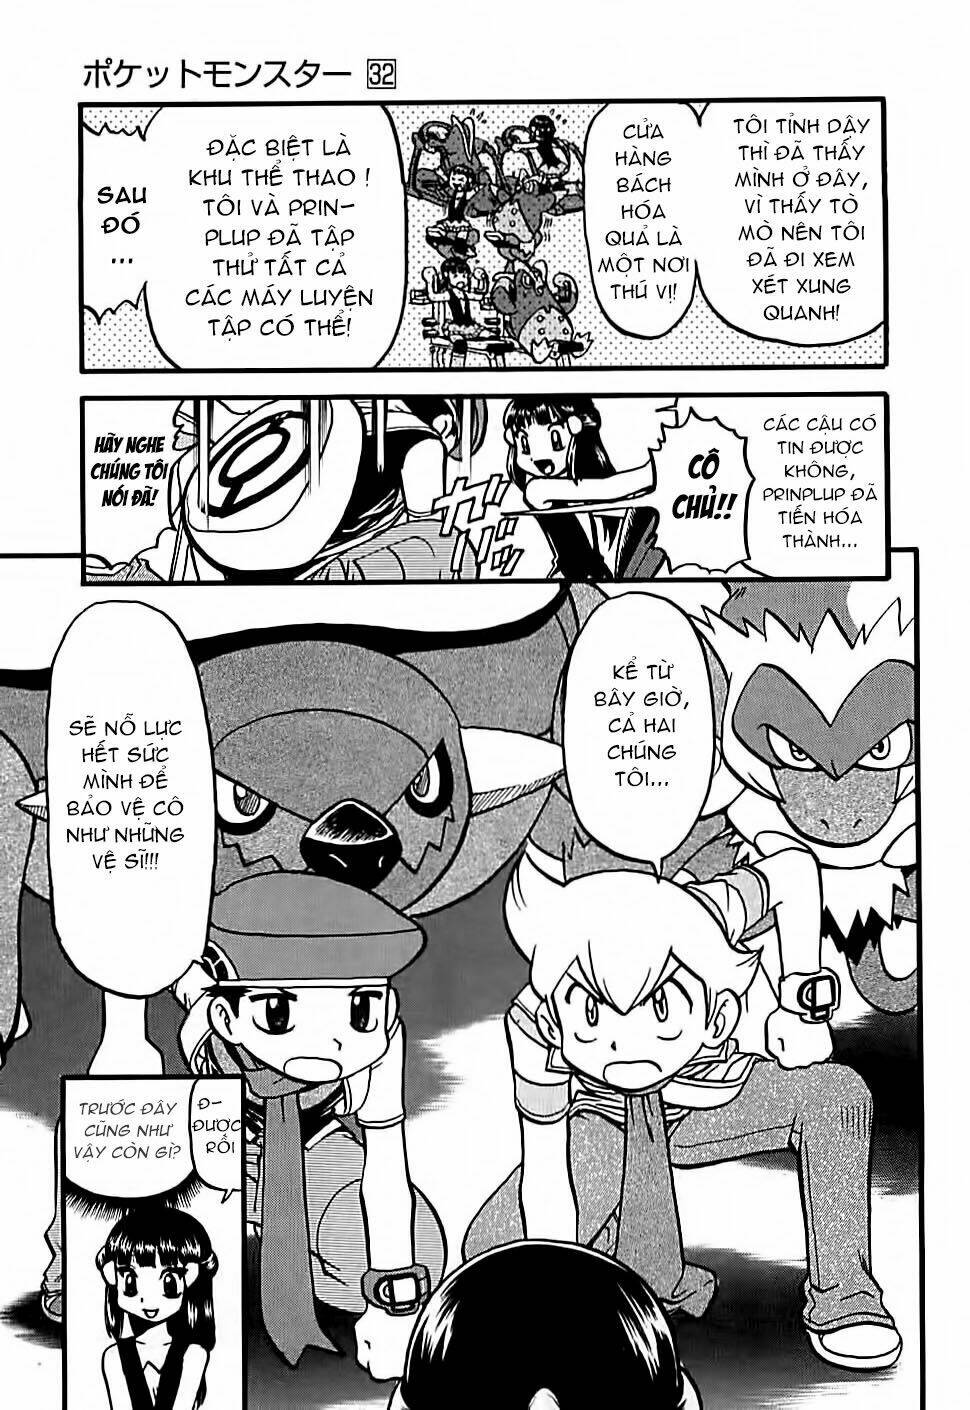 ポケットモンスター 32
TÔI TỈNH DẬY
THÌ ĐÃ THẤY
MÌNH Ở ĐÂY,
VÌ THẤY TÒ
MÒ NÊN TÔI
ĐÃ ĐI XEM
XÉT XUNG
QUANH!
CỬA
HÀNG
BÁCH
HÓA
QUẢ LÀ
MỘT NƠI
THÚ VỊ!
ĐẶC BIỆT LÀ
KHU THỂ THAO !
TÔI VÀ PRIN-
PLUP ĐÃ TẬP
THỬ TẤT CẢ
CÁC MÁY LUYỆN
TẬP CÓ THỂ!
SAU
ĐÓ
...
CÁC CẬU CÓ
TIN ĐƯỢC
KHÔNG,
PRINPLUP ĐÃ
TIẾN HÓA
THÀNH...
CÔ
CHỦ!!
ガバッ
HÃY NGHE
CHÚNG TÔI
NÓI ĐÃ!
KỂ TỪ
BÂY GIỜ,
CẢ HAI
CHÚNG
TÔI...
SẼ NỖ LỰC
HẾT SỨC
MÌNH ĐỂ
BẢO VỆ CÔ
NHƯ NHỮNG
VỆ SĨ!!!
Đ-
ĐƯỢC
RỒI
TRƯỚC ĐÂY
CŨNG NHƯ
VẬY CÒN GÌ?